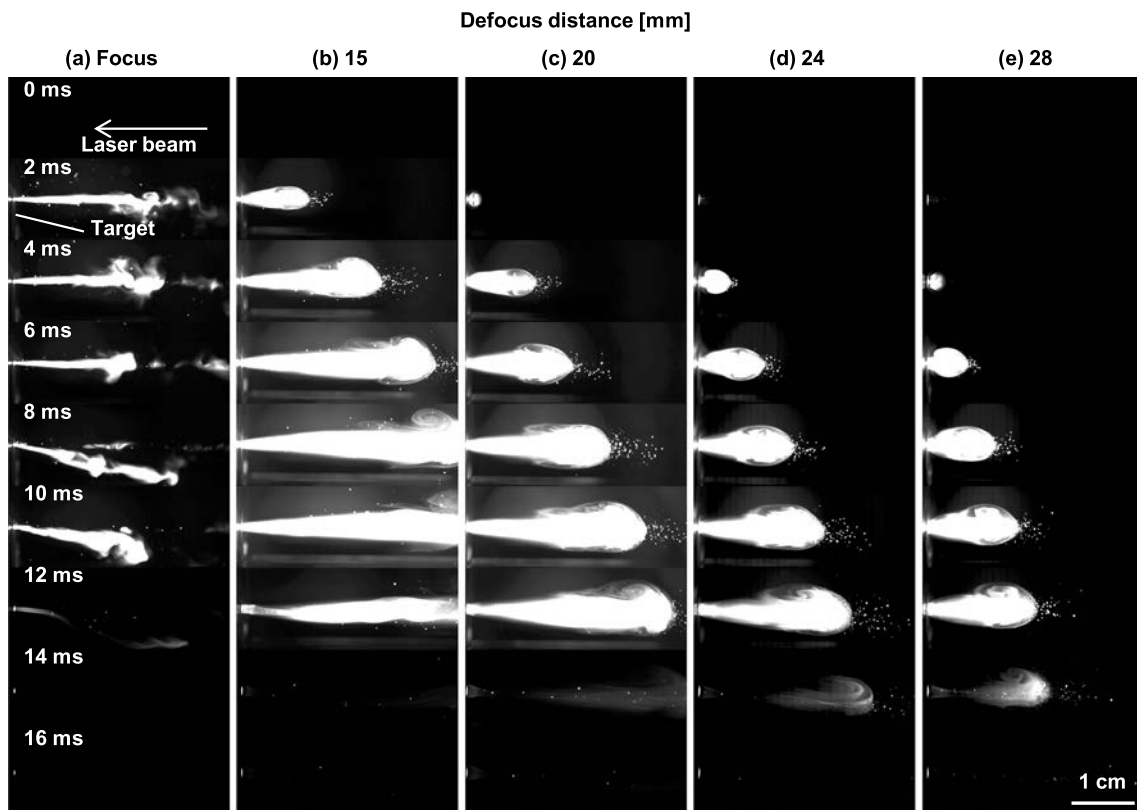 Defocus distance [mm]
(a) Focus (b) 15 (c) 20 (d) 24 (e) 28
0 ms
Laser beam
2 ms
Target
4 ms
6 ms
8 ms
10 ms
12 ms
14 ms
16 ms
1 cm